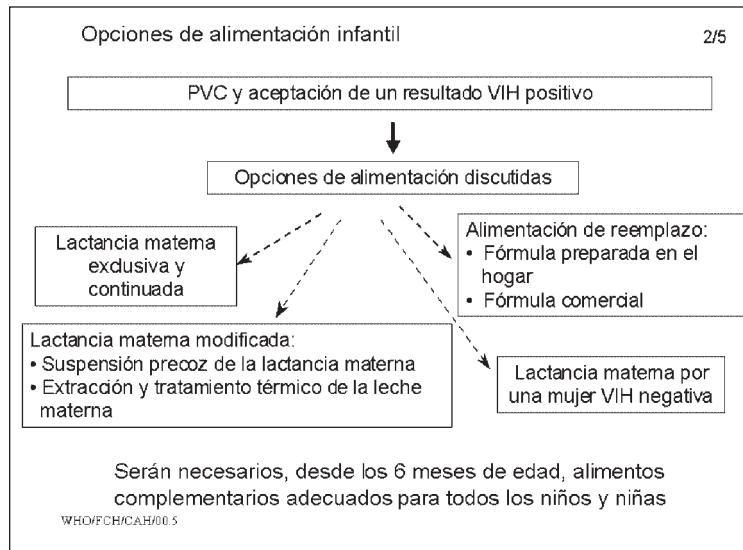 Opciones de alimentación infantil
2/5
PVC y aceptación de un resultado VIH positivo
Opciones de alimentación discutidas
Lactancia materna
exclusiva y
continuada
Alimentación de reemplazo:
• Fórmula preparada en el
hogar
• Fórmula comercial
Lactancia materna modificada:
• Suspensión precoz de la lactancia materna
• Extracción y tratamiento térmico de la leche
materna
Lactancia materna por
una mujer VIH negativa
Serán necesarios, desde los 6 meses de edad, alimentos
complementarios adecuados para todos los niños y niñas
WHO/FCH/CAH/00.5